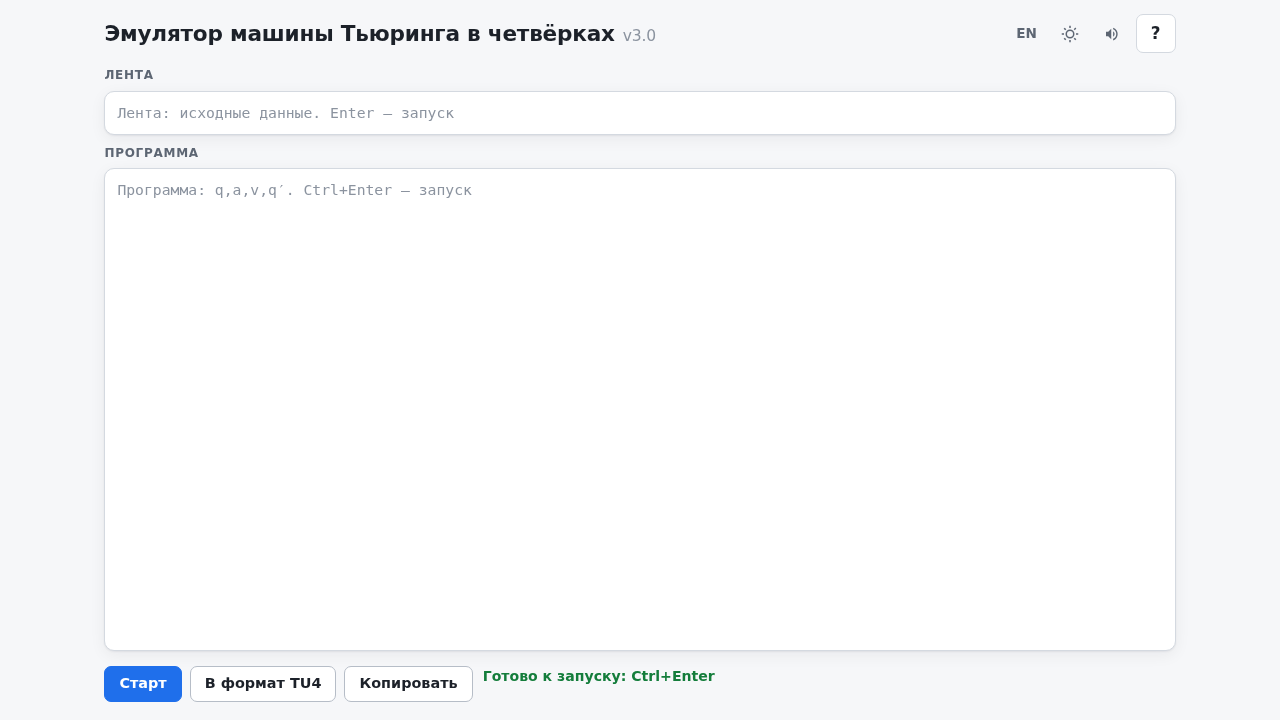 Эмулятор машины Тьюринга в четвёрках v3.0
EN
?
ЛЕНТА
Лента: исходные данные. Enter — запуск
ПРОГРАММА
Программа: q,a,v,q′. Ctrl+Enter — запуск
Старт
В формат TU4
Копировать
Готово к запуску: Ctrl+Enter